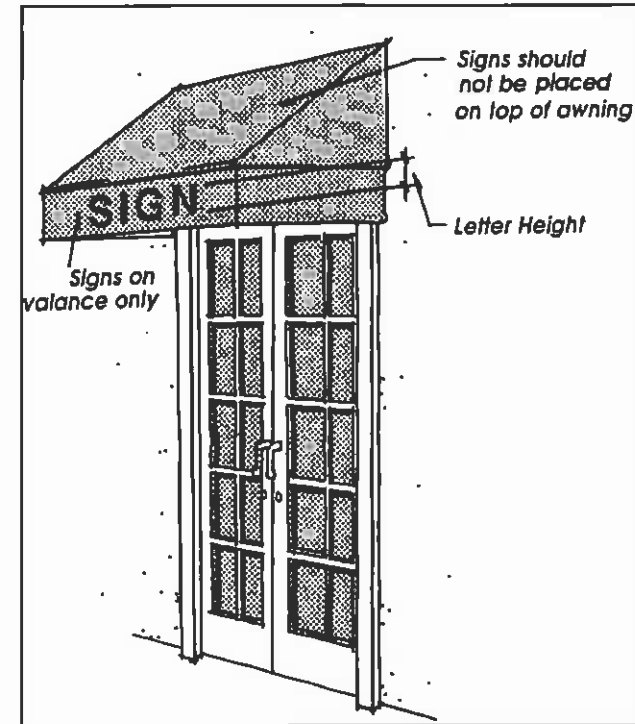 Signs should
not be placed
on top of awning
SIGN
Letter Height
Signs on
valance only